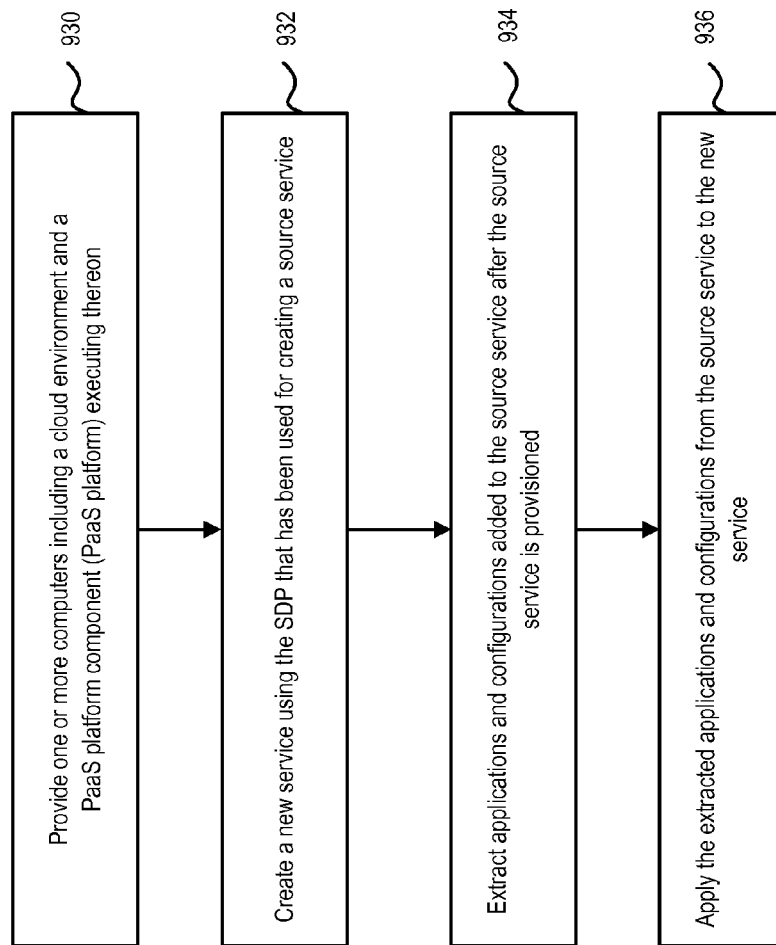 930
Provide one or more computers including a cloud environment and a
PaaS platform component (PaaS platform) executing thereon
932
Create a new service using the SDP that has been used for creating a source service
934
Extract applications and configurations added to the source service after the source
service is provisioned
936
Apply the extracted applications and configurations from the source service to the new
service